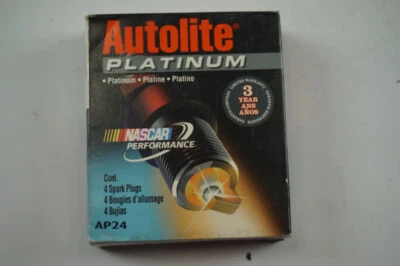 Autolite®
PLATINUM
• Platinum • Platine • Platino
3
YEAR
ANS
AÑOS
NASCAR
PERFORMANCE
Cont.
4 Spark Plugs
4 Bougies d'allumage
4 Bujías
AP24